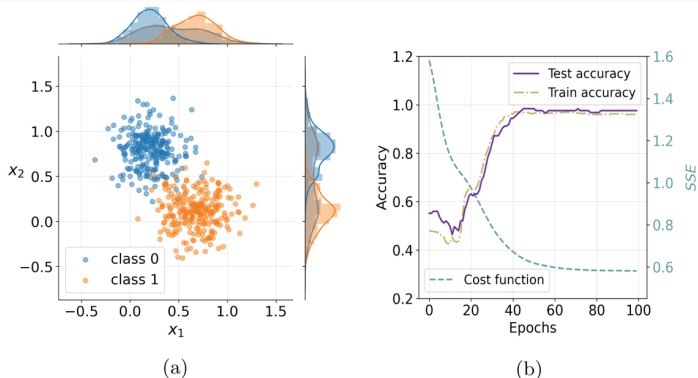 1.5
1.0
x₂ 0.5
0.0
−0.5
class 0
class 1
−0.5 0.0 0.5 1.0 1.5
x₁
(a)
1.2
1.0
0.8
0.6
0.4
0.2
Accuracy
Test accuracy
Train accuracy
Cost function
1.6
1.4
1.2
1.0
0.8
0.6
SSE
0 20 40 60 80 100
Epochs
(b)